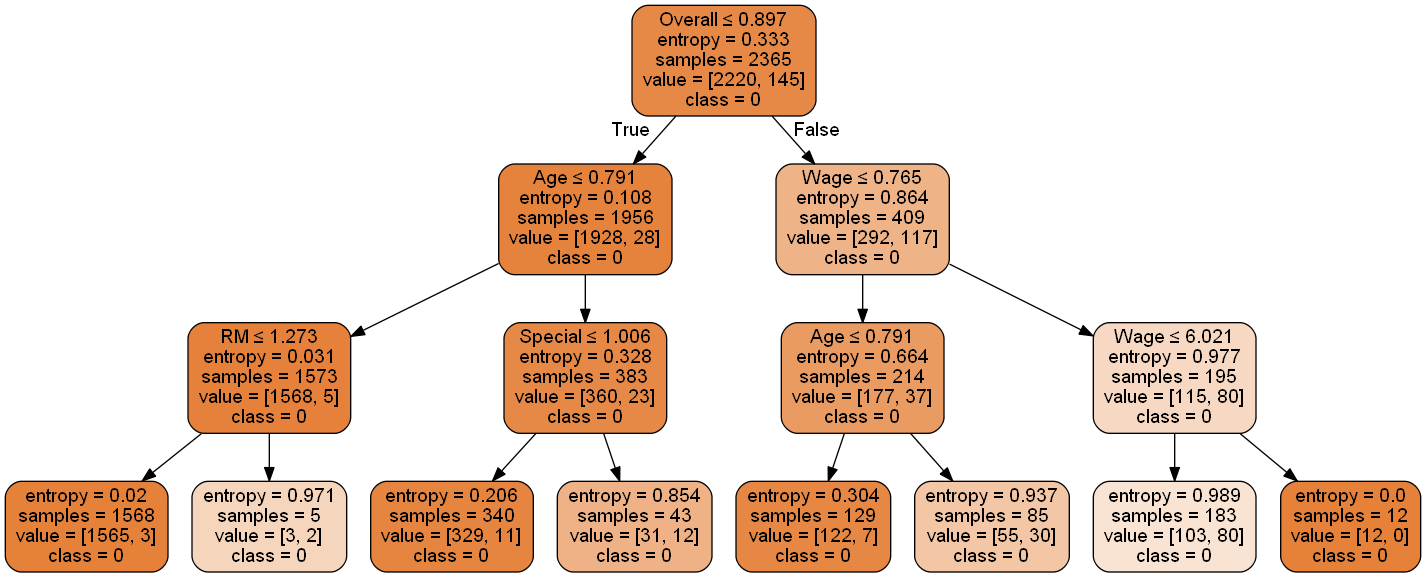 Overall ≤ 0.897
entropy = 0.333
samples = 2365
value = [2220, 145]
class = 0
True
False
Age ≤ 0.791
entropy = 0.108
samples = 1956
value = [1928, 28]
class = 0
Wage ≤ 0.765
entropy = 0.864
samples = 409
value = [292, 117]
class = 0
RM ≤ 1.273
entropy = 0.031
samples = 1573
value = [1568, 5]
class = 0
Special ≤ 1.006
entropy = 0.328
samples = 383
value = [360, 23]
class = 0
Age ≤ 0.791
entropy = 0.664
samples = 214
value = [177, 37]
class = 0
Wage ≤ 6.021
entropy = 0.977
samples = 195
value = [115, 80]
class = 0
entropy = 0.02
samples = 1568
value = [1565, 3]
class = 0
entropy = 0.971
samples = 5
value = [3, 2]
class = 0
entropy = 0.206
samples = 340
value = [329, 11]
class = 0
entropy = 0.854
samples = 43
value = [31, 12]
class = 0
entropy = 0.304
samples = 129
value = [122, 7]
class = 0
entropy = 0.937
samples = 85
value = [55, 30]
class = 0
entropy = 0.989
samples = 183
value = [103, 80]
class = 0
entropy = 0.0
samples = 12
value = [12, 0]
class = 0